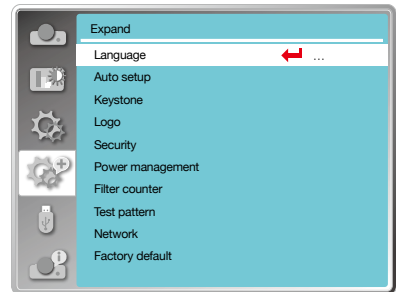 Expand
Language ...
Auto setup
Keystone
Logo
Security
Power management
Filter counter
Test pattern
Network
Factory default